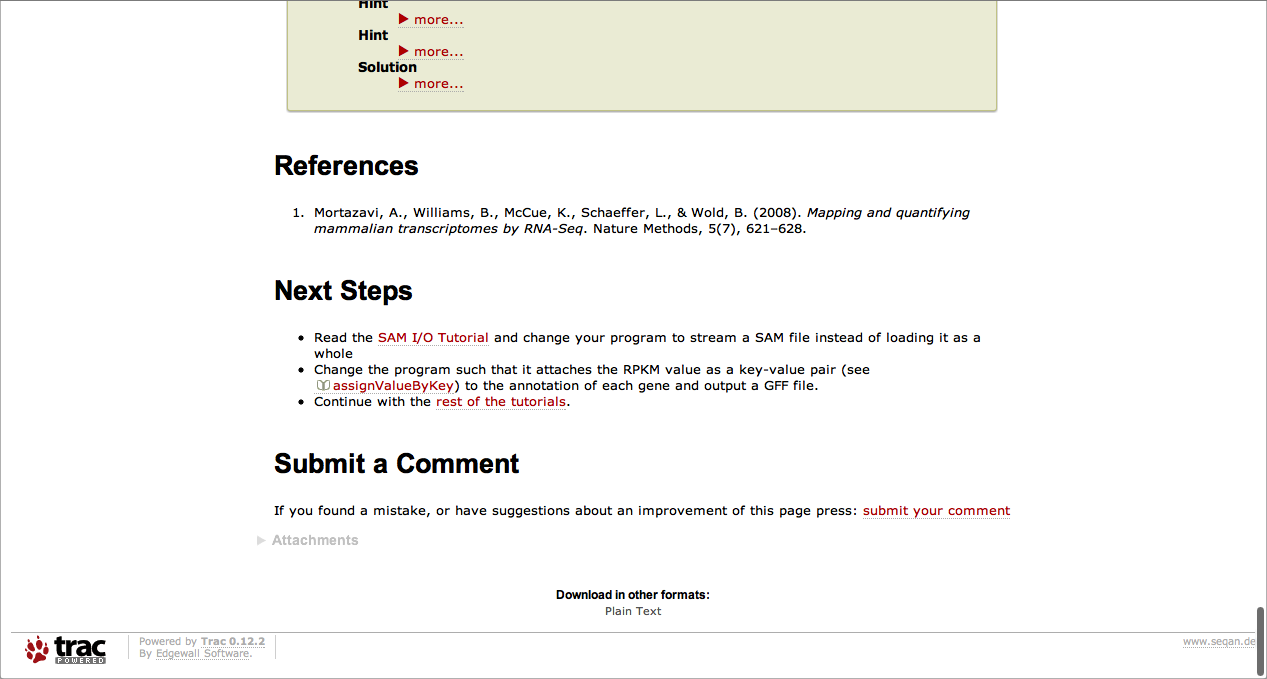 Hint
more...
Hint
more...
Solution
more...
References
1. Mortazavi, A., Williams, B., McCue, K., Schaeffer, L., & Wold, B. (2008). Mapping and quantifying
mammalian transcriptomes by RNA-Seq. Nature Methods, 5(7), 621–628.
Next Steps
• Read the SAM I/O Tutorial and change your program to stream a SAM file instead of loading it as a
whole
• Change the program such that it attaches the RPKM value as a key-value pair (see
assignValueByKey) to the annotation of each gene and output a GFF file.
• Continue with the rest of the tutorials.
Submit a Comment
If you found a mistake, or have suggestions about an improvement of this page press: submit your comment
Attachments
Download in other formats:
Plain Text
trac
POWERED
Powered by Trac 0.12.2
By Edgewall Software.
www.seqan.de